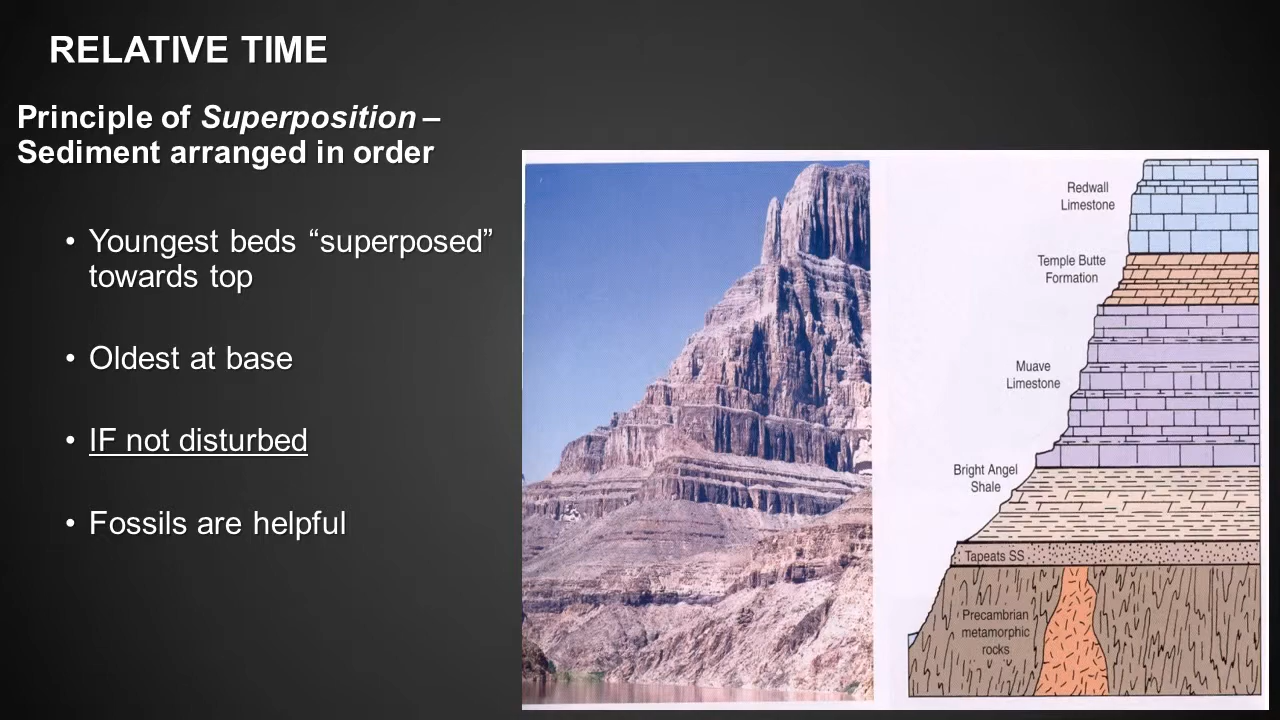 RELATIVE TIME
Principle of Superposition –
Sediment arranged in order
• Youngest beds “superposed”
towards top
• Oldest at base
• IF not disturbed
• Fossils are helpful
Redwall
Limestone
Temple Butte
Formation
Muave
Limestone
Bright Angel
Shale
Tapeats SS
Precambrian
metamorphic
rocks